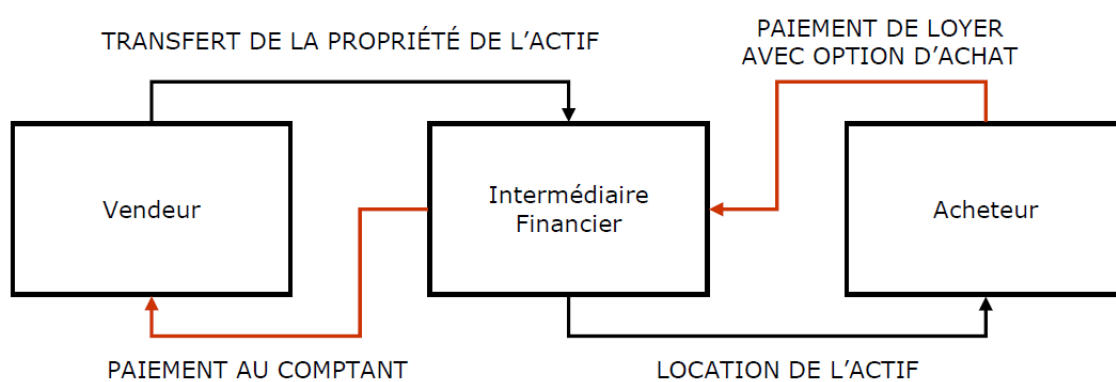 TRANSFERT DE LA PROPRIÉTÉ DE L’ACTIF
PAIEMENT DE LOYER
AVEC OPTION D’ACHAT
Vendeur
Intermédiaire
Financier
Acheteur
PAIEMENT AU COMPTANT
LOCATION DE L’ACTIF